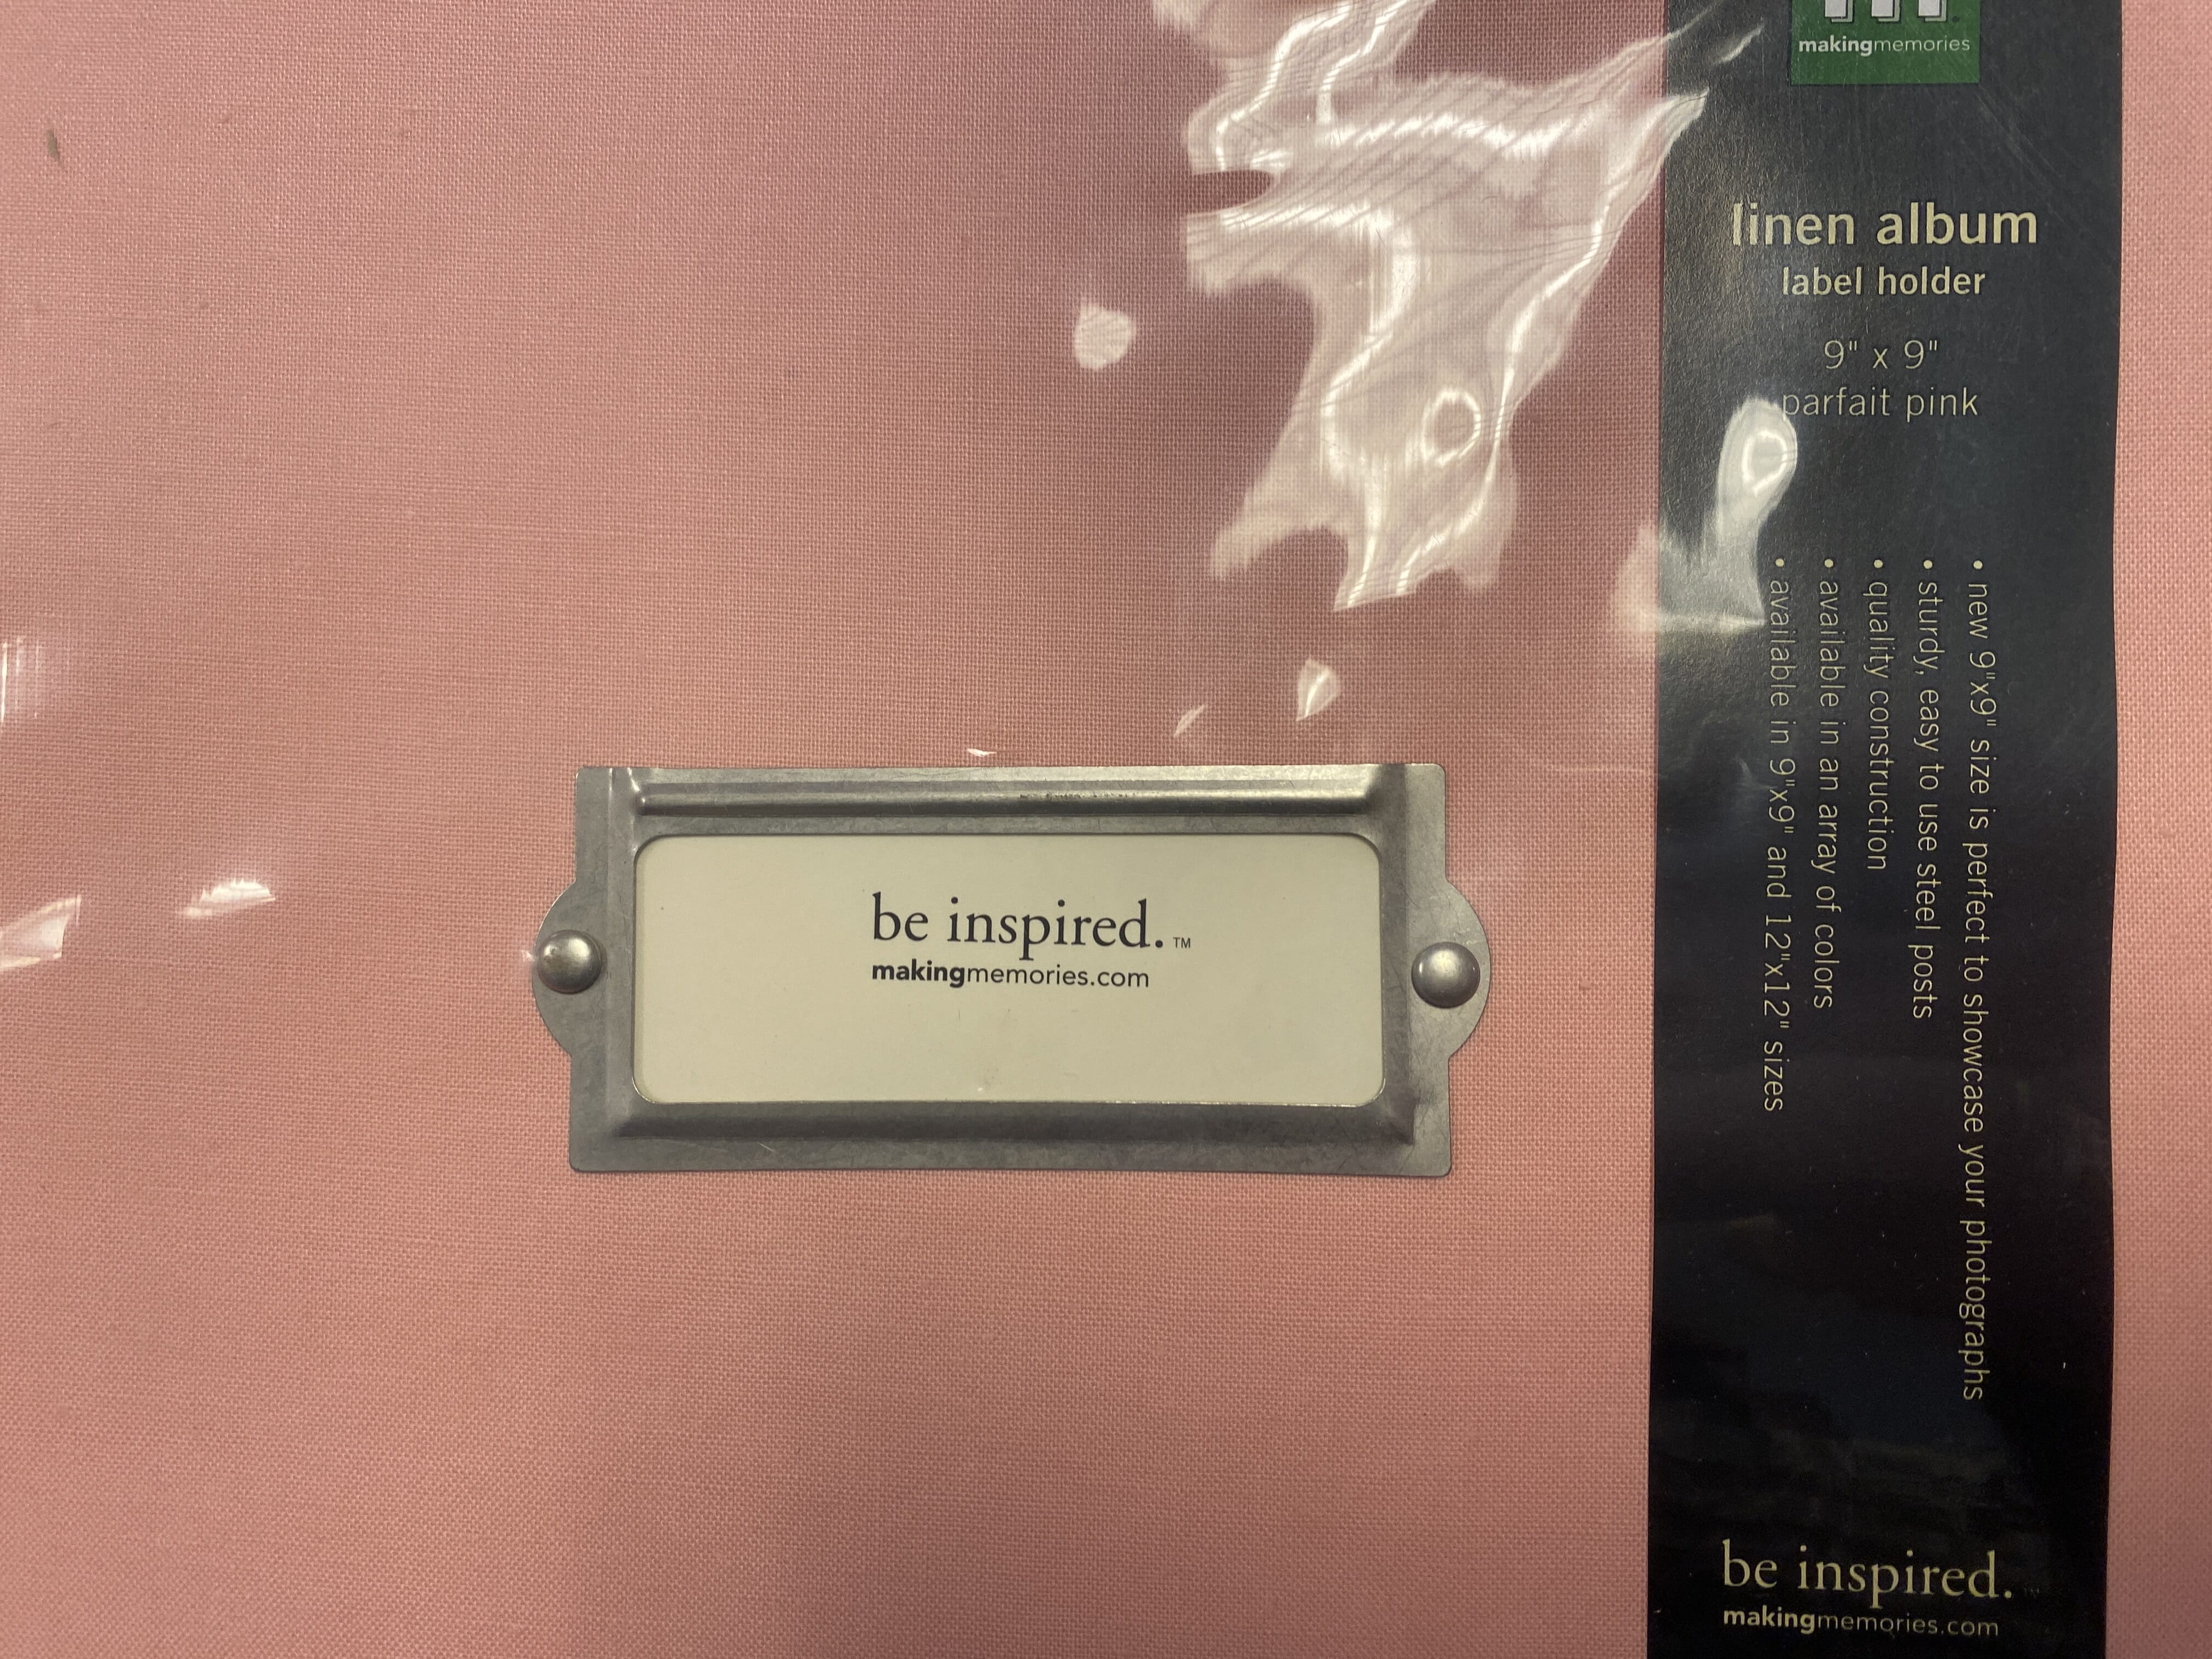 makingmemories
linen album
label holder
9" x 9"
parfait pink
• new 9"x9" size is perfect to showcase your photographs
• sturdy, easy to use steel posts
• quality construction
• available in an array of colors
• available in 9"x9" and 12"x12" sizes
be inspired.™
makingmemories.com
be inspired.
makingmemories.com